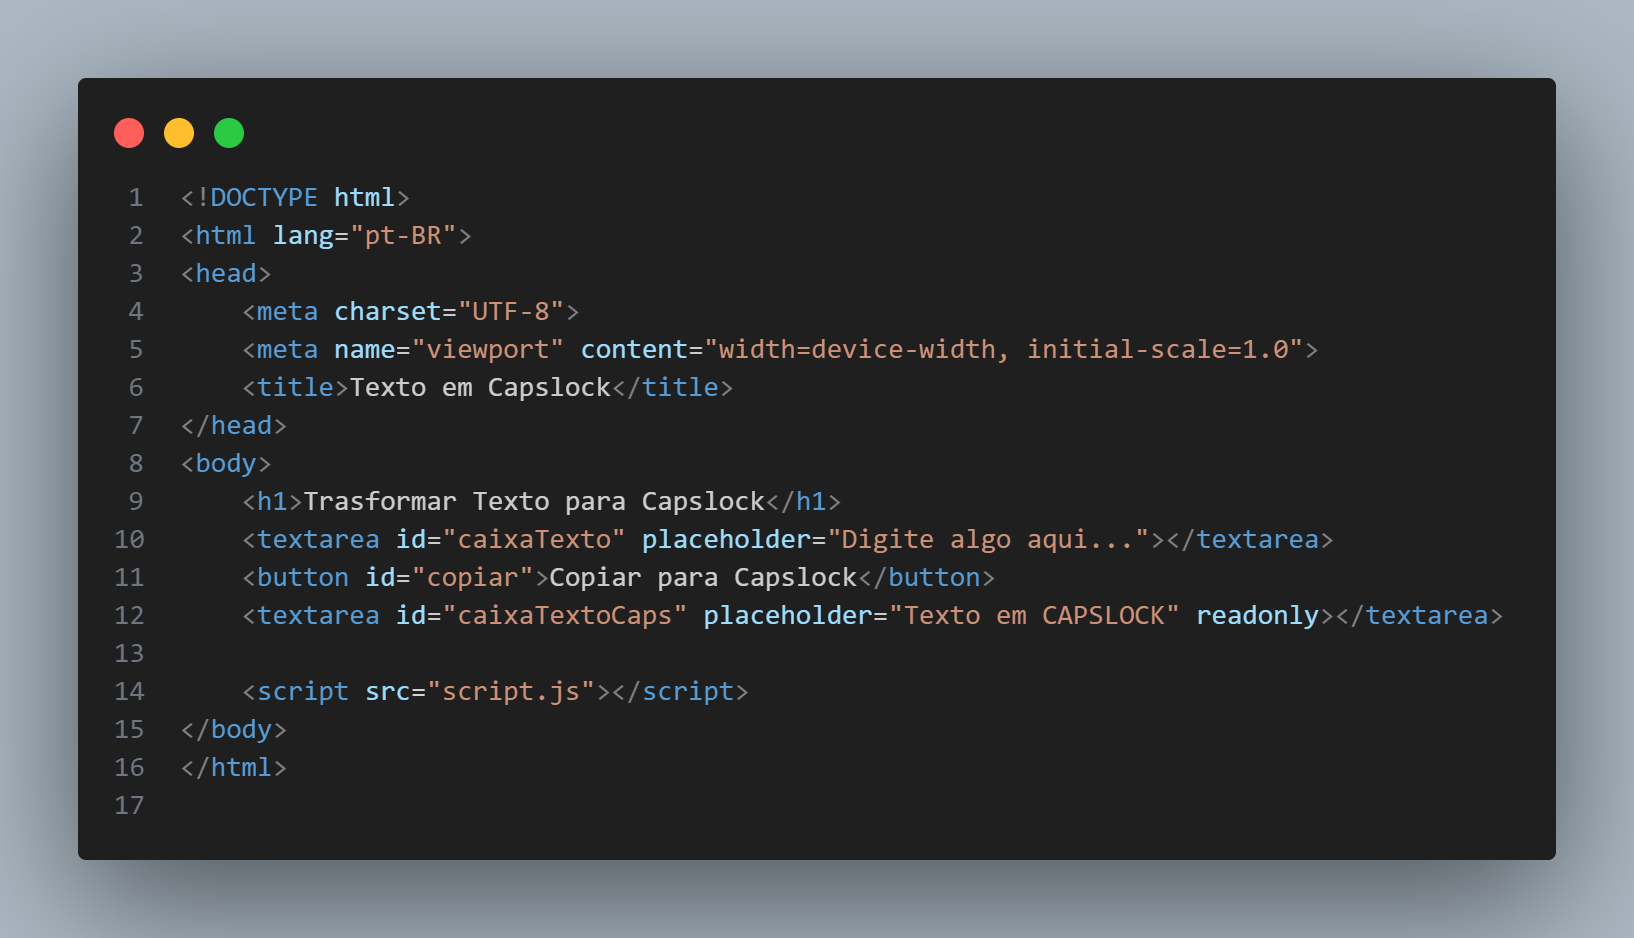 1 <!DOCTYPE html>
2 <html lang="pt-BR">
3 <head>
4     <meta charset="UTF-8">
5     <meta name="viewport" content="width=device-width, initial-scale=1.0">
6     <title>Texto em Capslock</title>
7 </head>
8 <body>
9     <h1>Trasformar Texto para Capslock</h1>
10     <textarea id="caixaTexto" placeholder="Digite algo aqui..."></textarea>
11     <button id="copiar">Copiar para Capslock</button>
12     <textarea id="caixaTextoCaps" placeholder="Texto em CAPSLOCK" readonly></textarea>
13
14     <script src="script.js"></script>
15 </body>
16 </html>
17